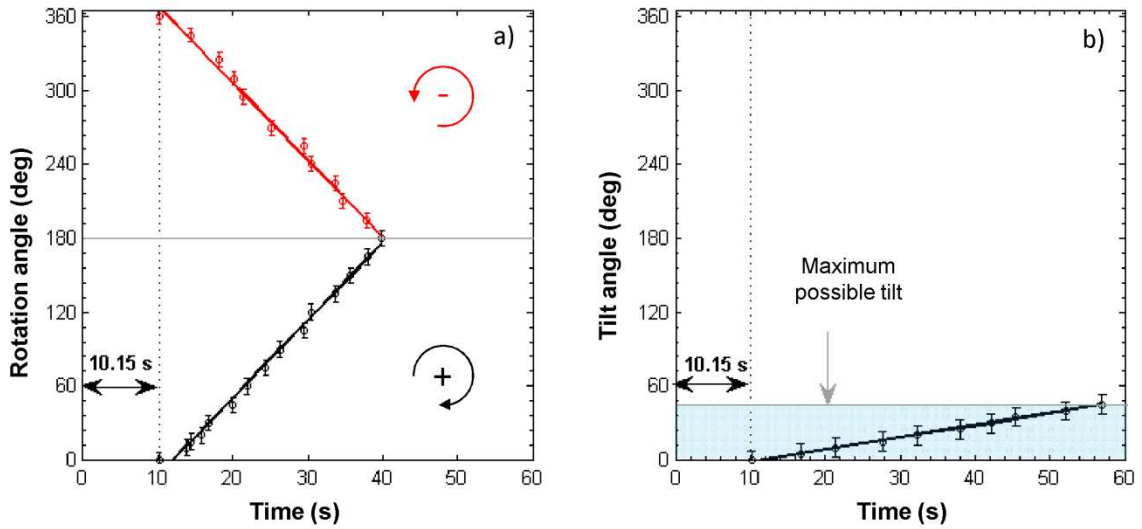 360
300
240
180
120
60
0
Rotation angle (deg)
a)
-
+
10.15 s
0 10 20 30 40 50 60
Time (s)
360
300
240
180
120
60
0
Tilt angle (deg)
b)
Maximum
possible tilt
10.15 s
0 10 20 30 40 50 60
Time (s)